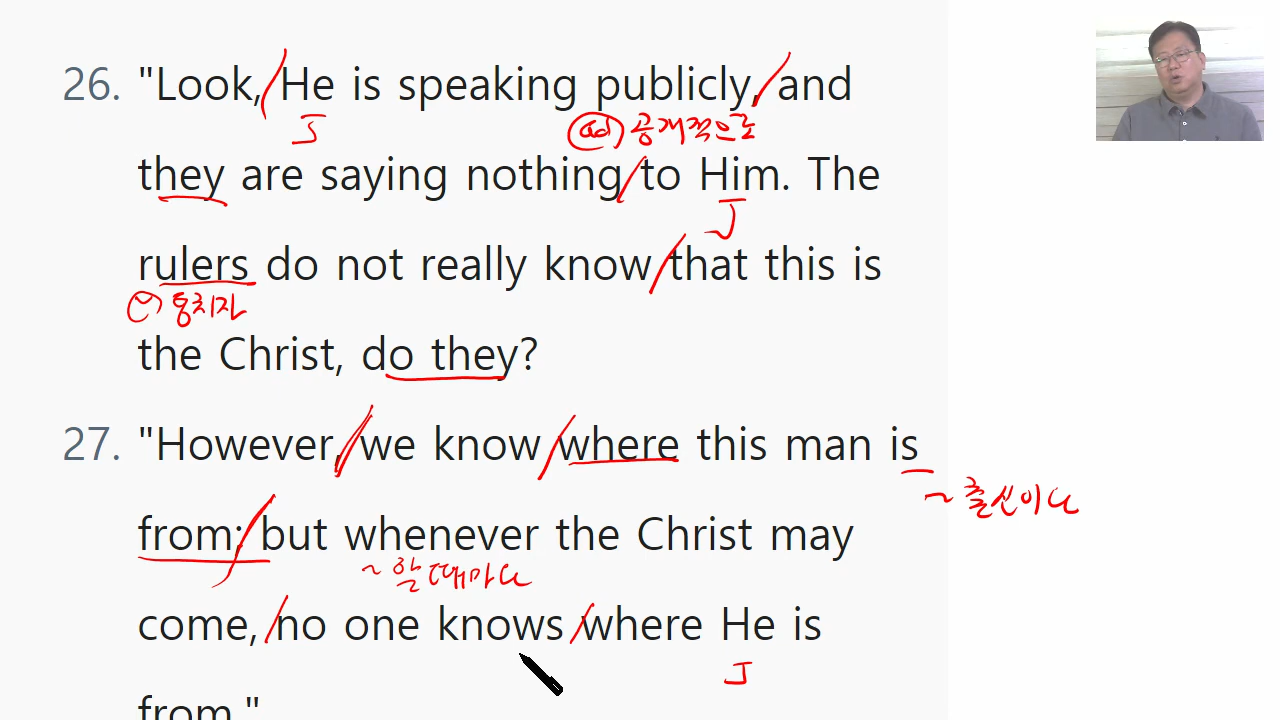 26. "Look, He is speaking publicly, and
J
ad 공개적으로
they are saying nothing to Him. The
J
rulers do not really know that this is
통치자
the Christ, do they?
27. "However, we know where this man is
~ 출신이다
from; but whenever the Christ may
~ 할 때마다
come, no one knows where He is
J
from."